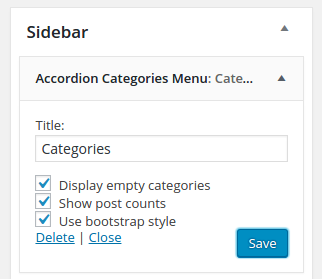 Sidebar
Accordion Categories Menu: Cate...
Title:
Categories
Display empty categories
Show post counts
Use bootstrap style
Delete | Close
Save